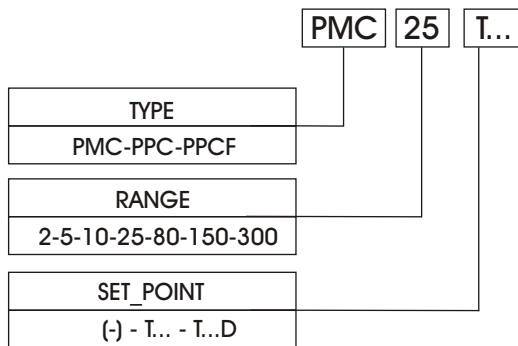 PMC 25 T...
TYPE
PMC-PPC-PPCF
RANGE
2-5-10-25-80-150-300
SET_POINT
(-) - T... - T...D